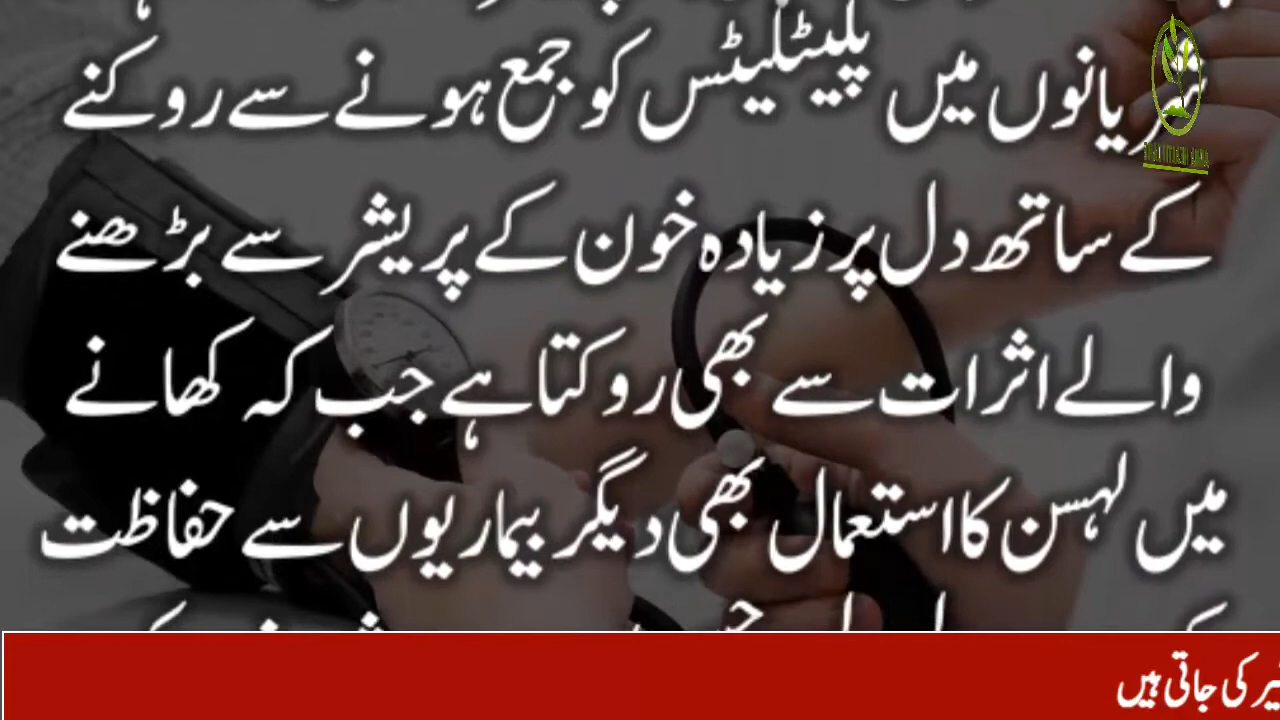 شریانوں میں پلیٹلیٹس کو جمع ہونے سے روکنے
کے ساتھ دل پر زیادہ خون کے پریشر سے بڑھنے
والے اثرات سے بھی روکتا ہے جب کہ کھانے
میں لہسن کا استعمال بھی دیگر بیماریوں سے حفاظت
کی جاتی ہیں